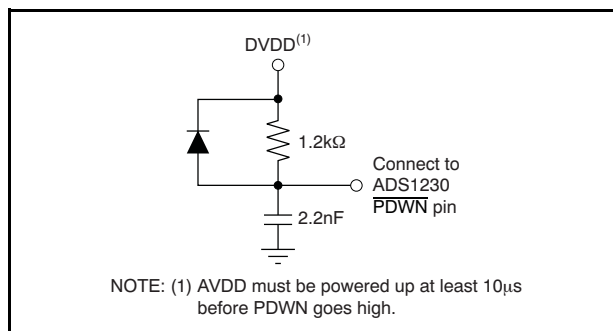 DVDD(1)
1.2kΩ
Connect to
ADS1230
PDWN pin
2.2nF
NOTE: (1) AVDD must be powered up at least 10μs
before PDWN goes high.